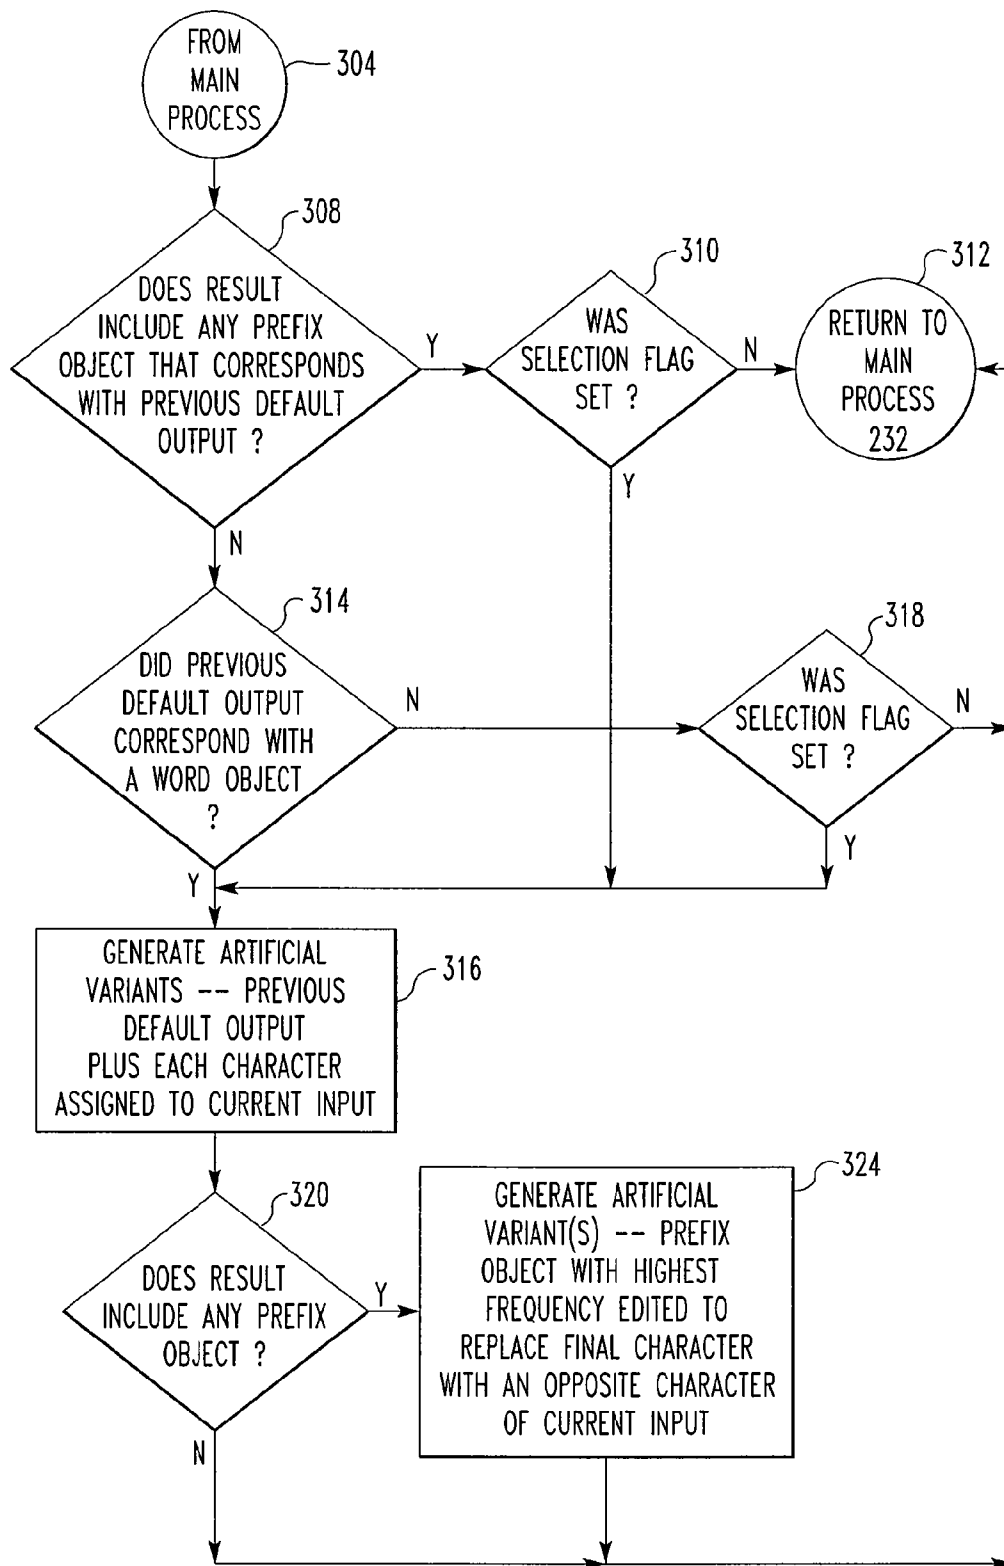 FROM
MAIN
PROCESS
304
308
DOES RESULT
INCLUDE ANY PREFIX
OBJECT THAT CORRESPONDS
WITH PREVIOUS DEFAULT
OUTPUT ?
Y
N
310
WAS
SELECTION FLAG
SET ?
N
Y
312
RETURN TO
MAIN
PROCESS
232
314
DID PREVIOUS
DEFAULT OUTPUT
CORRESPOND WITH
A WORD OBJECT
?
N
Y
318
WAS
SELECTION FLAG
SET ?
N
Y
GENERATE ARTIFICIAL
VARIANTS -- PREVIOUS
DEFAULT OUTPUT
PLUS EACH CHARACTER
ASSIGNED TO CURRENT INPUT
316
320
DOES RESULT
INCLUDE ANY PREFIX
OBJECT ?
Y
N
324
GENERATE ARTIFICIAL
VARIANT(S) -- PREFIX
OBJECT WITH HIGHEST
FREQUENCY EDITED TO
REPLACE FINAL CHARACTER
WITH AN OPPOSITE CHARACTER
OF CURRENT INPUT